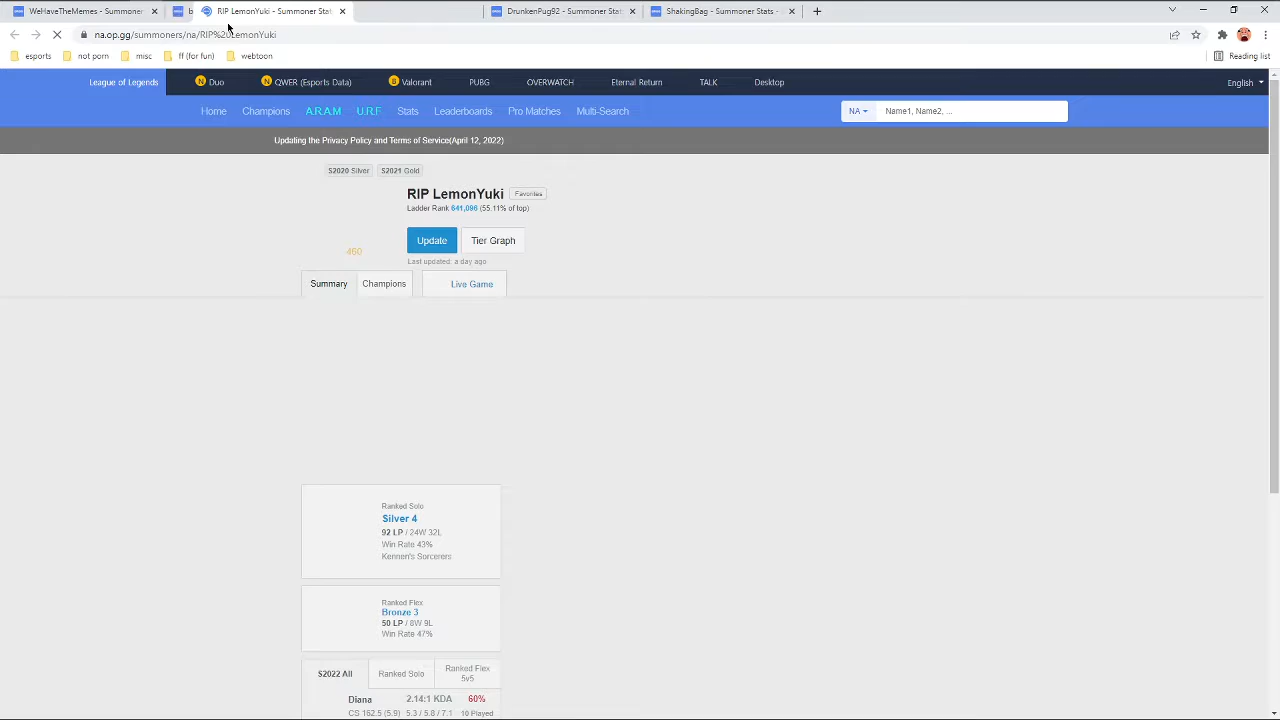 WeHaveTheMemes - Summoner
b
RIP LemonYuki - Summoner Stat
DrunkenPug92 - Summoner Stats
ShakingBag - Summoner Stats -
na.op.gg/summoners/na/RIP%20LemonYuki
esports
not porn
misc
ff (for fun)
webtoon
Reading list
League of Legends
N Duo
N QWER (Esports Data)
B Valorant
PUBG
OVERWATCH
Eternal Return
TALK
Desktop
English
Home
Champions
A.R.A.M
U.R.F
Stats
Leaderboards
Pro Matches
Multi-Search
NA
Name1, Name2, ...
Updating the Privacy Policy and Terms of Service(April 12, 2022)
S2020 Silver
S2021 Gold
RIP LemonYuki
Favorites
Ladder Rank 641,096 (55.11% of top)
Update
Tier Graph
460
Last updated: a day ago
Summary
Champions
Live Game
Ranked Solo
Silver 4
92 LP / 24W 32L
Win Rate 43%
Kennen's Sorcerers
Ranked Flex
Bronze 3
50 LP / 8W 9L
Win Rate 47%
S2022 All
Ranked Solo
Ranked Flex
5v5
Diana
2.14:1 KDA
60%
CS 162.5 (5.9)
5.3 / 5.8 / 7.1
10 Played